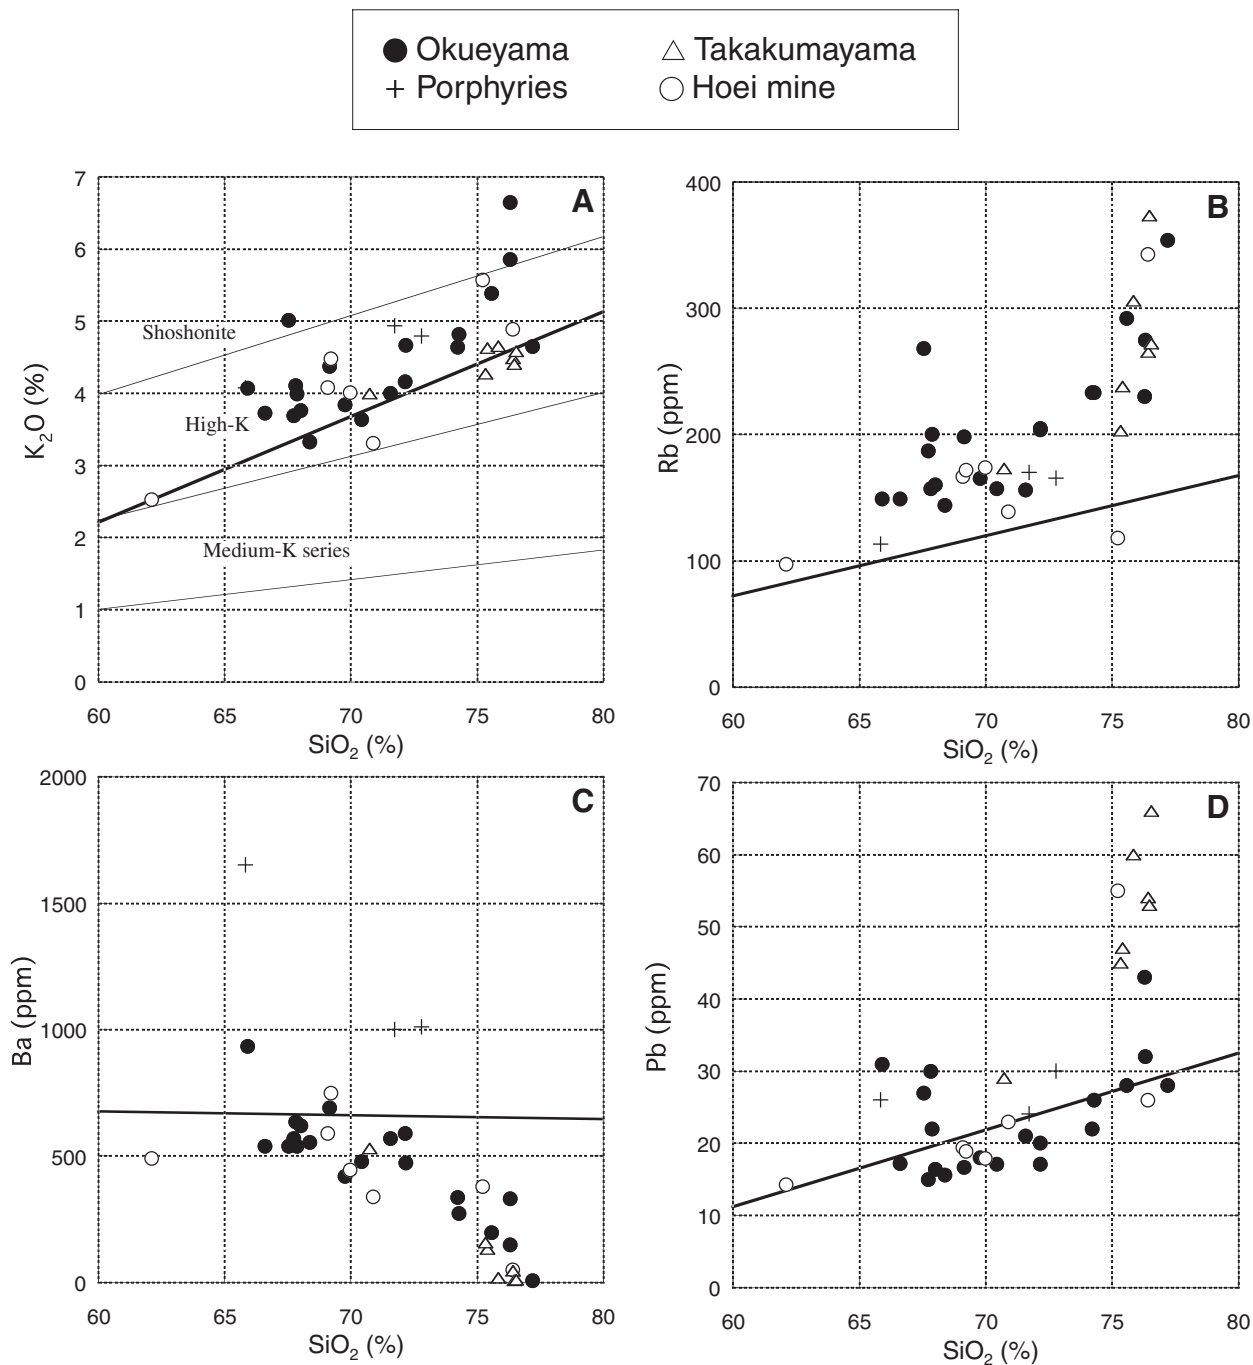 Okueyama Takakumayama
Porphyries Hoei mine
A
K2O (%)
7
6
5
4
3
2
1
0
Shoshonite
High-K
Medium-K series
60 65 70 75 80
SiO2 (%)
B
Rb (ppm)
400
300
200
100
0
60 65 70 75 80
SiO2 (%)
C
Ba (ppm)
2000
1500
1000
500
0
60 65 70 75 80
SiO2 (%)
D
Pb (ppm)
70
60
50
40
30
20
10
0
60 65 70 75 80
SiO2 (%)